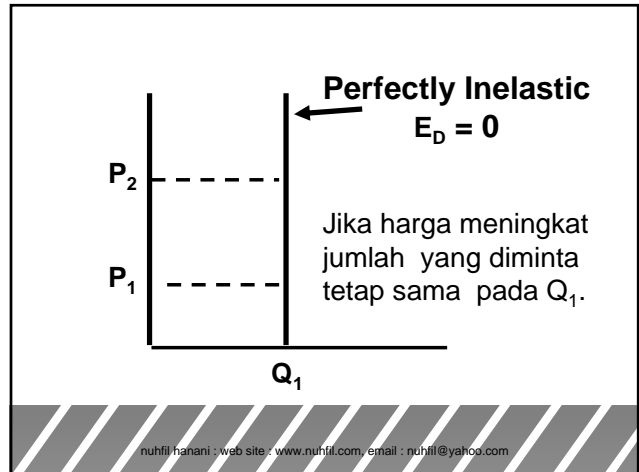 Perfectly Inelastic
E_D = 0
P_2
Jika harga meningkat
jumlah yang diminta
tetap sama pada Q_1.
P_1
Q_1
nuhfil hanani : web site : www.nuhfil.com, email : nuhfil@yahoo.com